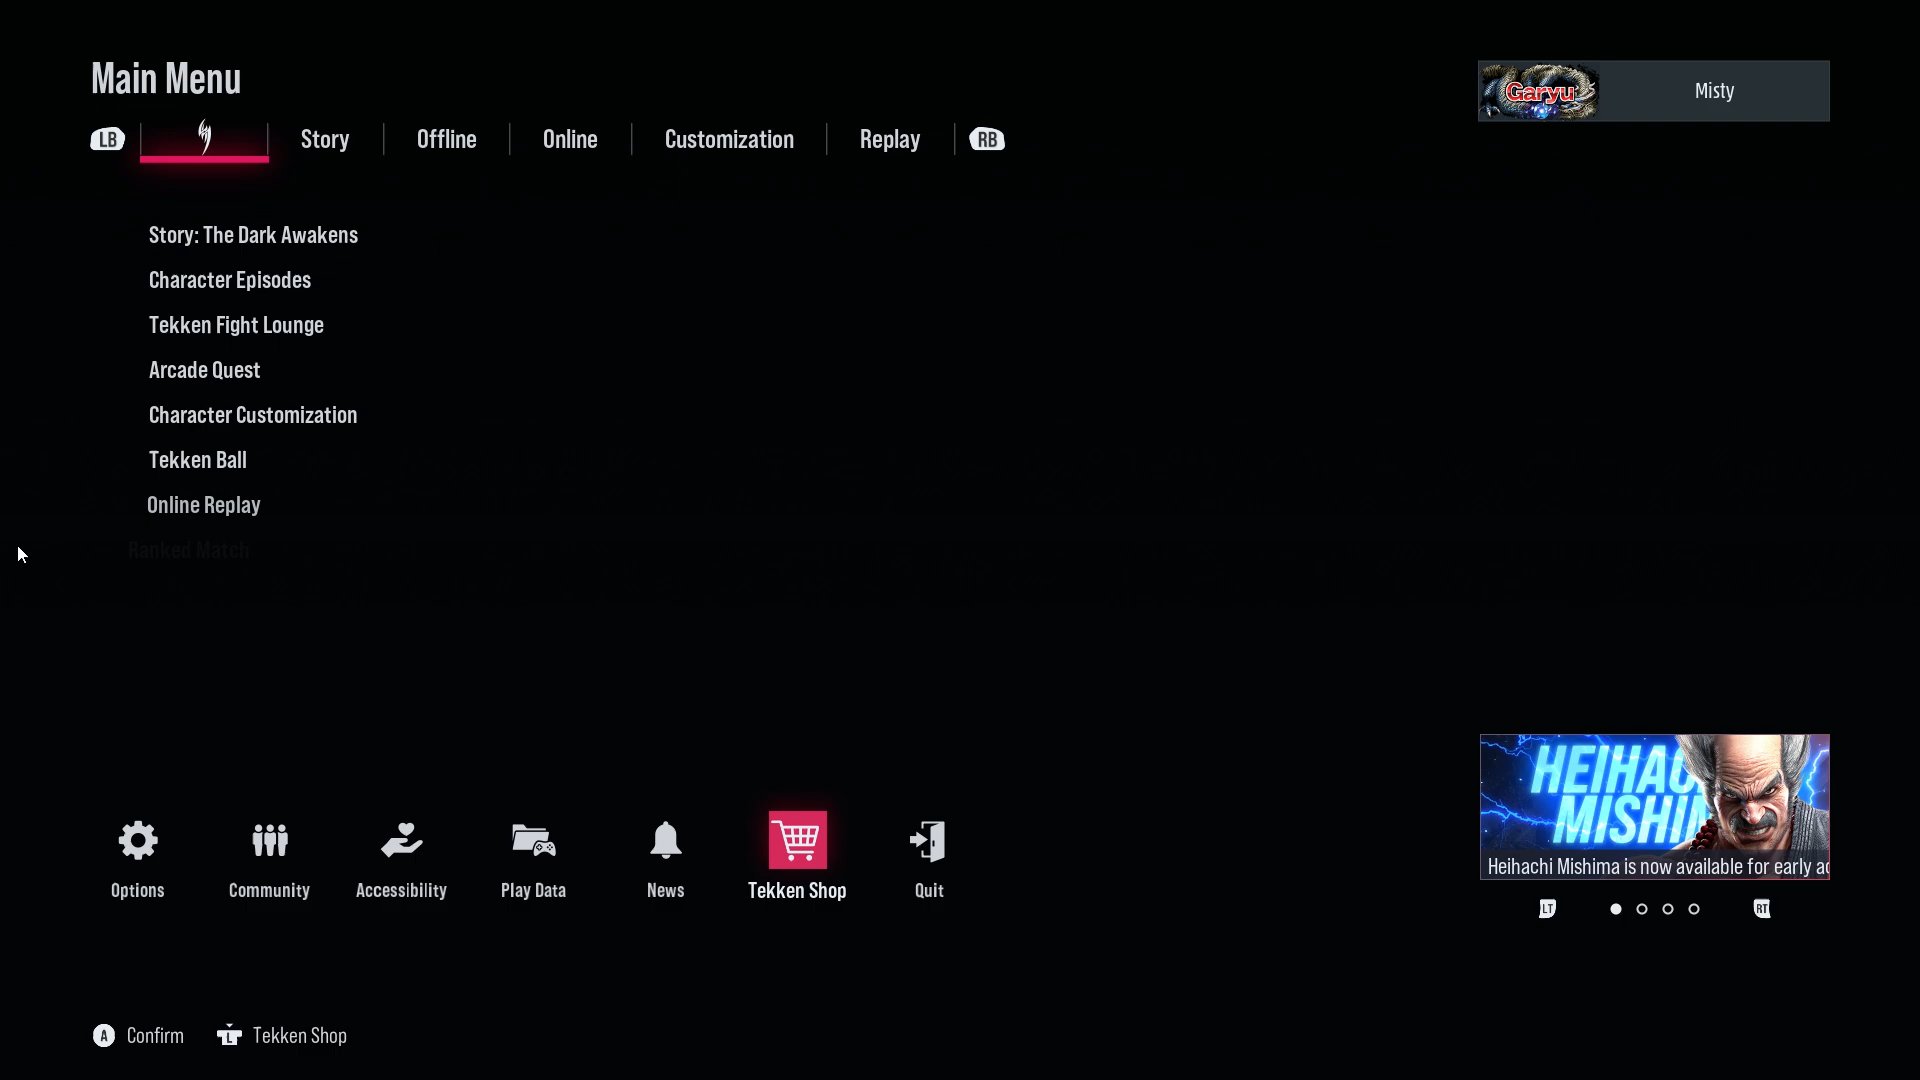 Main Menu
Garyu
Misty
LB
Story
Offline
Online
Customization
Replay
RB
Story: The Dark Awakens
Character Episodes
Tekken Fight Lounge
Arcade Quest
Character Customization
Tekken Ball
Online Replay
Ranked Match
HEIHAC
MISHI
Heihachi Mishima is now available for early ac
LT
RT
Options
Community
Accessibility
Play Data
News
Tekken Shop
Quit
A Confirm
L Tekken Shop